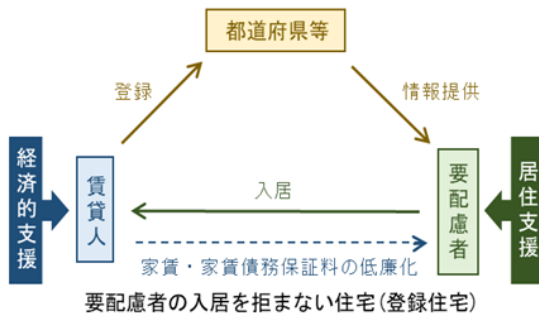 都道府県等
登録
情報提供
経済的支援
賃貸人
入居
要配慮者
居住支援
家賃・家賃債務保証料の低廉化
要配慮者の入居を拒まない住宅(登録住宅)